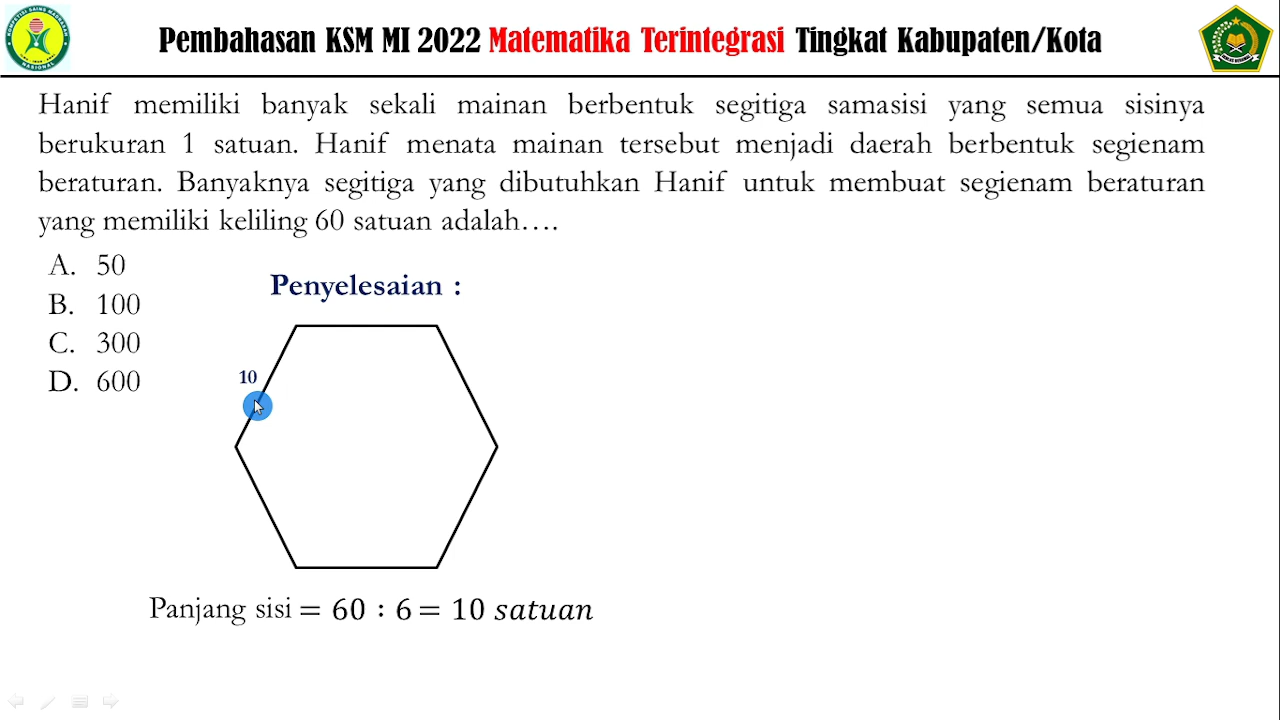 Pembahasan KSM MI 2022 Matematika Terintegrasi Tingkat Kabupaten/Kota
Hanif memiliki banyak sekali mainan berbentuk segitiga samasisi yang semua sisinya
berukuran 1 satuan. Hanif menata mainan tersebut menjadi daerah berbentuk segienam
beraturan. Banyaknya segitiga yang dibutuhkan Hanif untuk membuat segienam beraturan
yang memiliki keliling 60 satuan adalah….
A. 50
B. 100
C. 300
D. 600
Penyelesaian :
10
Panjang sisi = 60 : 6 = 10 satuan